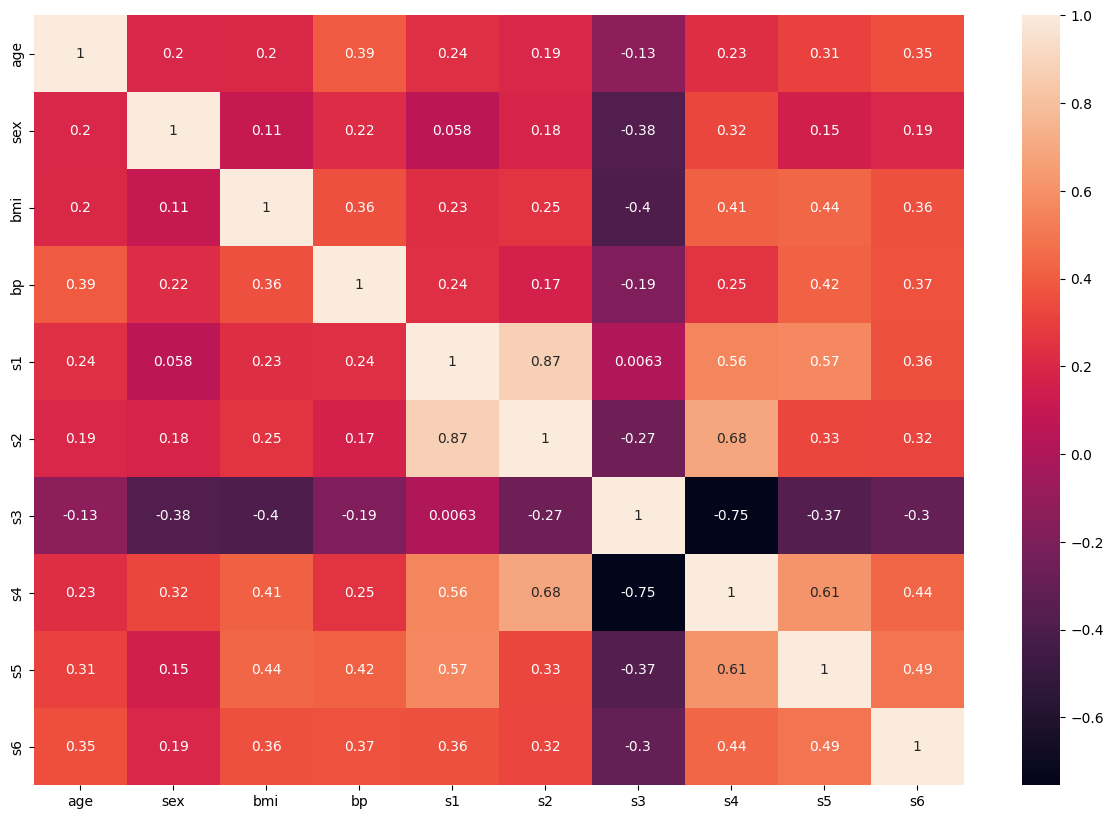 age 1 0.2 0.2 0.39 0.24 0.19 -0.13 0.23 0.31 0.35
sex 0.2 1 0.11 0.22 0.058 0.18 -0.38 0.32 0.15 0.19
bmi 0.2 0.11 1 0.36 0.23 0.25 -0.4 0.41 0.44 0.36
bp 0.39 0.22 0.36 1 0.24 0.17 -0.19 0.25 0.42 0.37
s1 0.24 0.058 0.23 0.24 1 0.87 0.0063 0.56 0.57 0.36
s2 0.19 0.18 0.25 0.17 0.87 1 -0.27 0.68 0.33 0.32
s3 -0.13 -0.38 -0.4 -0.19 0.0063 -0.27 1 -0.75 -0.37 -0.3
s4 0.23 0.32 0.41 0.25 0.56 0.68 -0.75 1 0.61 0.44
s5 0.31 0.15 0.44 0.42 0.57 0.33 -0.37 0.61 1 0.49
s6 0.35 0.19 0.36 0.37 0.36 0.32 -0.3 0.44 0.49 1
age sex bmi bp s1 s2 s3 s4 s5 s6
1.0
0.8
0.6
0.4
0.2
0.0
−0.2
−0.4
−0.6